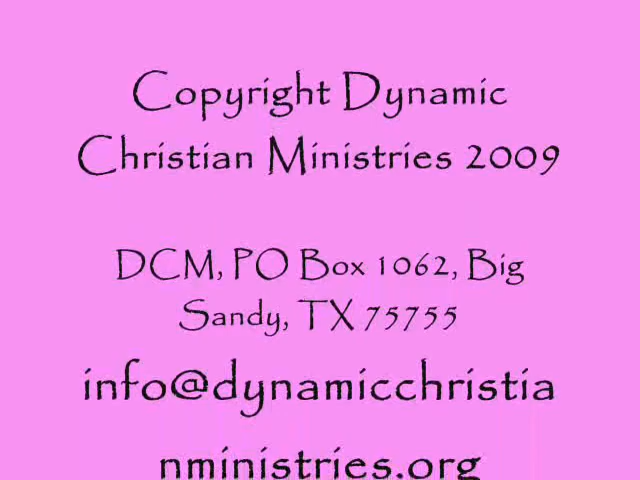 Copyright Dynamic
Christian Ministries 2009
DCM, PO Box 1062, Big
Sandy, TX 75755
info@dynamicchristia
nministries.org